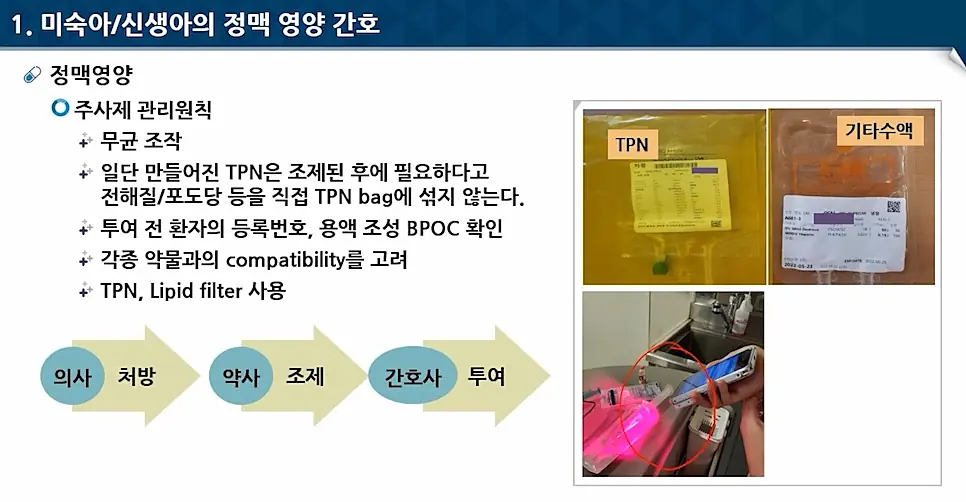 1. 미숙아/신생아의 정맥 영양 간호
정맥영양
주사제 관리원칙
무균 조작
일단 만들어진 TPN은 조제된 후에 필요하다고
전해질/포도당 등을 직접 TPN bag에 섞지 않는다.
투여 전 환자의 등록번호, 용액 조성 BPOC 확인
각종 약물과의 compatibility를 고려
TPN, Lipid filter 사용
의사 처방
약사 조제
간호사 투여
TPN
기타수액